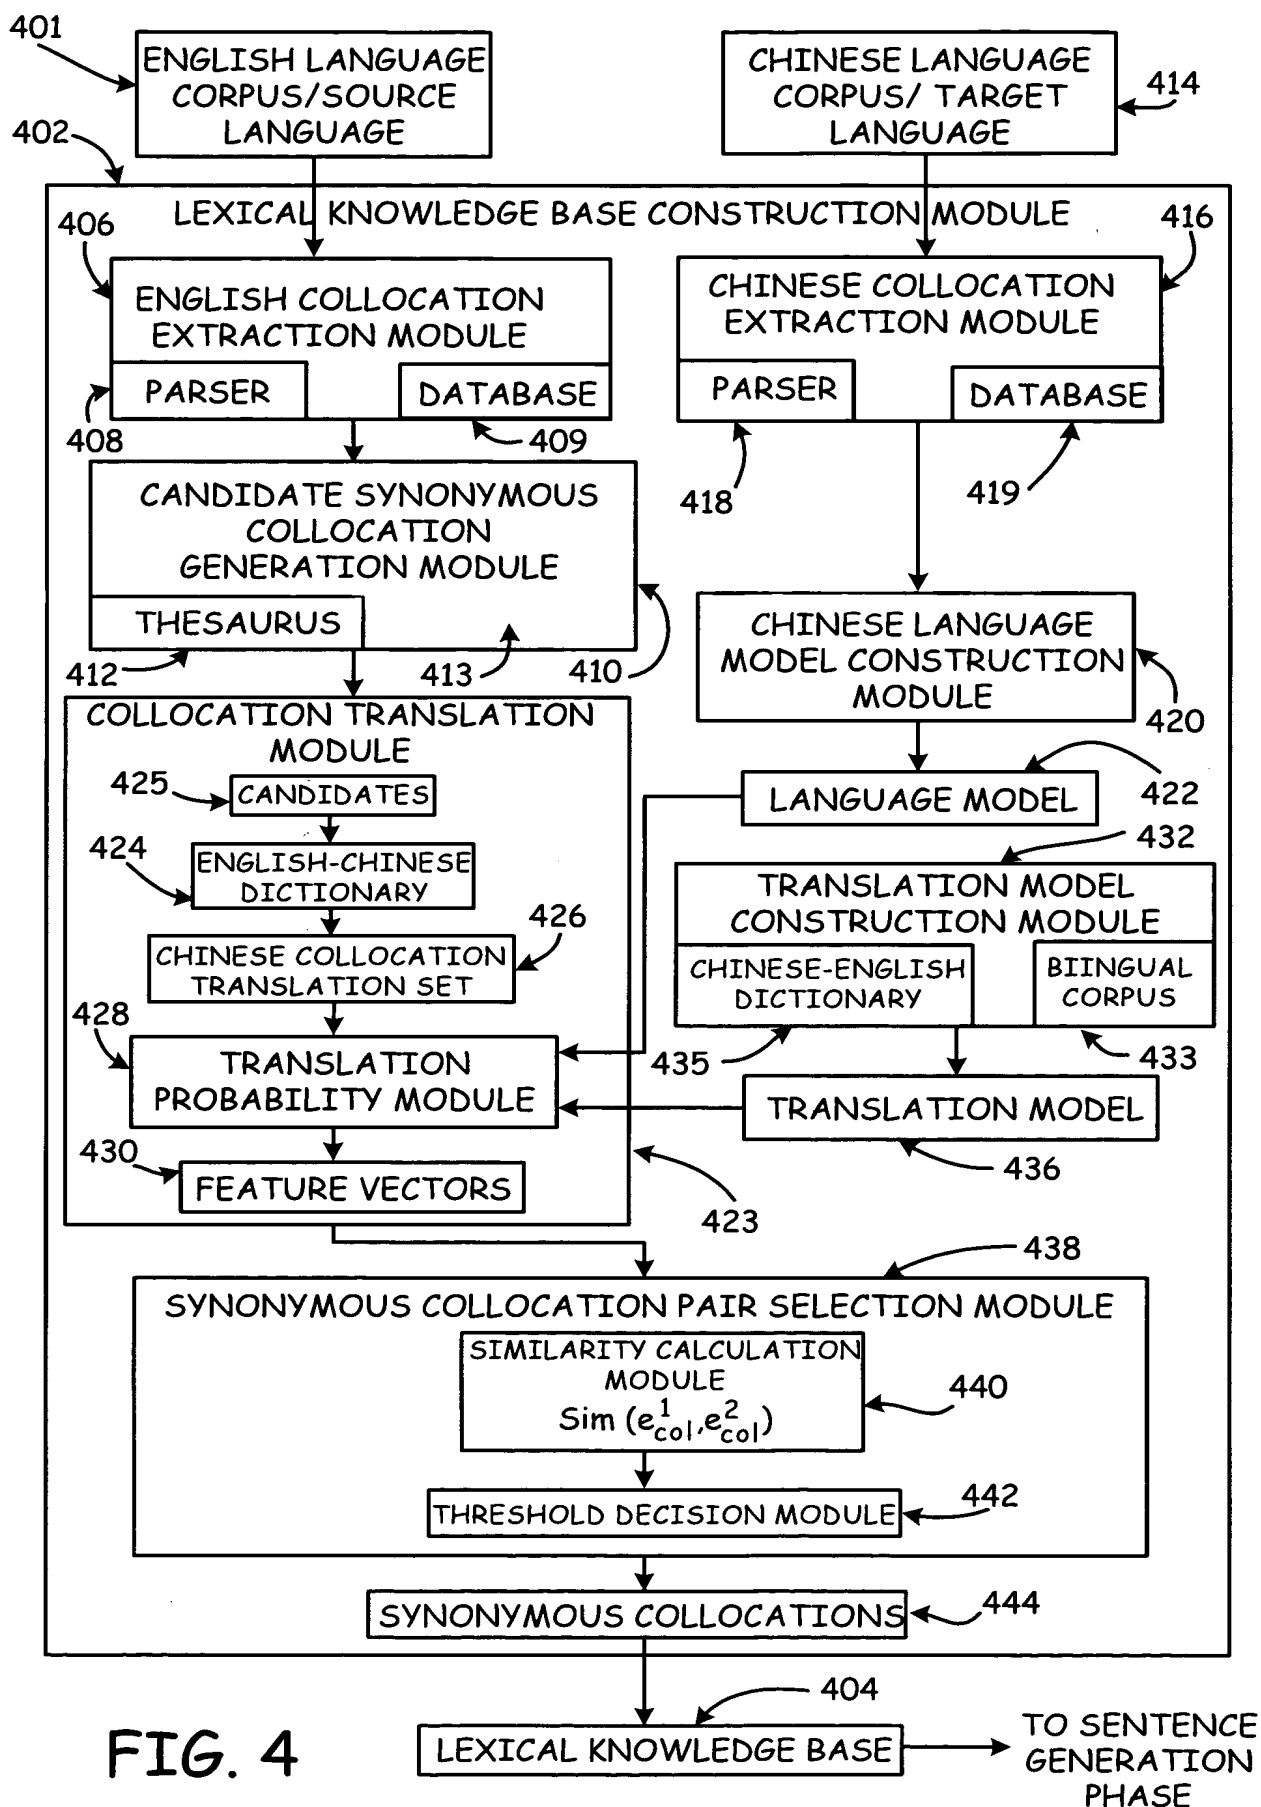 401
ENGLISH LANGUAGE
CORPUS/SOURCE
LANGUAGE
CHINESE LANGUAGE
CORPUS/ TARGET
LANGUAGE
414
402
LEXICAL KNOWLEDGE BASE CONSTRUCTION MODULE
406
ENGLISH COLLOCATION
EXTRACTION MODULE
PARSER
DATABASE
408
409
416
CHINESE COLLOCATION
EXTRACTION MODULE
PARSER
DATABASE
418
419
CANDIDATE SYNONYMOUS
COLLOCATION
GENERATION MODULE
THESAURUS
412
413
410
CHINESE LANGUAGE
MODEL CONSTRUCTION
MODULE
420
COLLOCATION TRANSLATION
MODULE
425
CANDIDATES
424
ENGLISH-CHINESE
DICTIONARY
426
CHINESE COLLOCATION
TRANSLATION SET
428
TRANSLATION
PROBABILITY MODULE
430
FEATURE VECTORS
423
LANGUAGE MODEL
422
432
TRANSLATION MODEL
CONSTRUCTION MODULE
CHINESE-ENGLISH
DICTIONARY
BIINGUAL
CORPUS
435
433
TRANSLATION MODEL
436
438
SYNONYMOUS COLLOCATION PAIR SELECTION MODULE
SIMILARITY CALCULATION
MODULE
Sim (e¹col,e²col)
440
THRESHOLD DECISION MODULE
442
SYNONYMOUS COLLOCATIONS
444
404
LEXICAL KNOWLEDGE BASE
TO SENTENCE
GENERATION
PHASE
FIG. 4